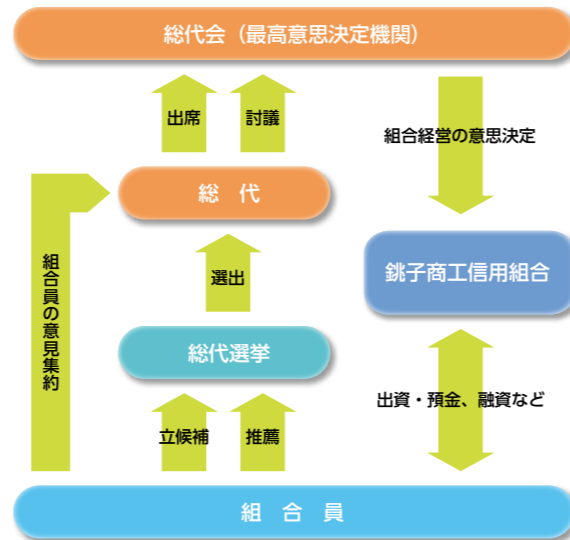 総代会（最高意思決定機関）
出席
討議
組合経営の意思決定
総　代
組合員の意見集約
選出
銚子商工信用組合
総代選挙
出資・預金、融資など
立候補
推薦
組　合　員